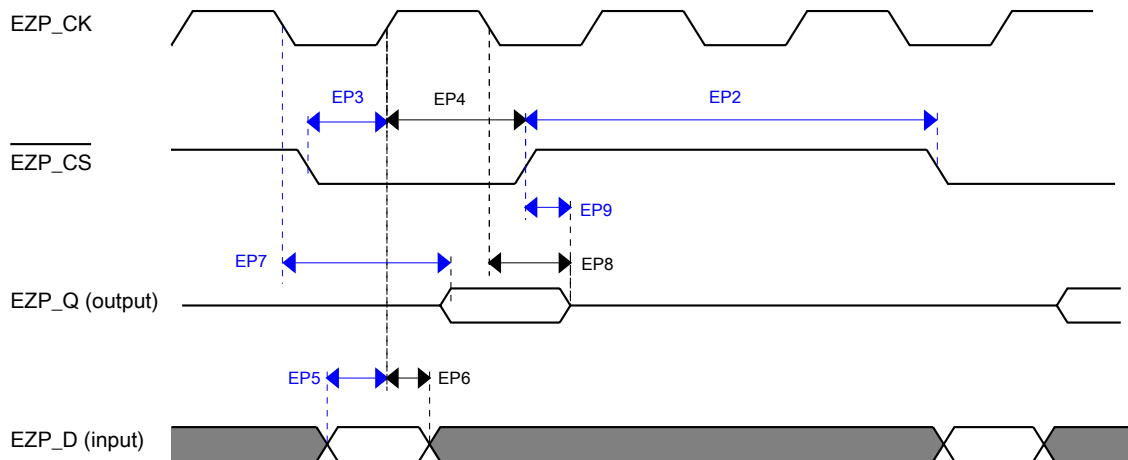 EZP_CK
EP3
EP4
EP2
EZP_CS
EP9
EP7
EP8
EZP_Q (output)
EP5
EP6
EZP_D (input)